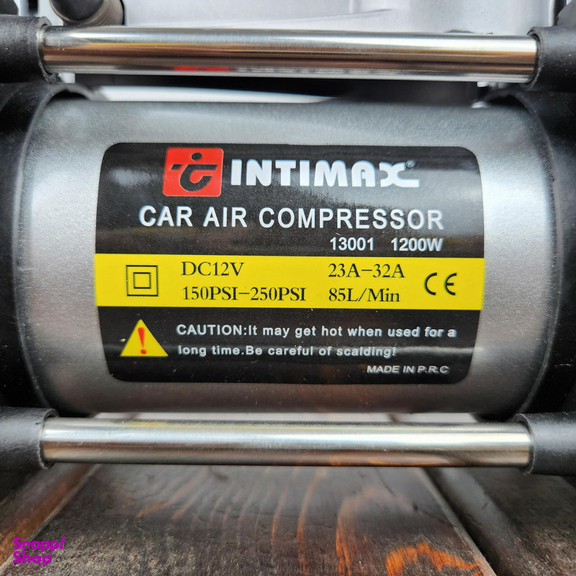 INTIMAX
CAR AIR COMPRESSOR
13001 1200W
DC12V 23A-32A
150PSI-250PSI 85L/Min
CE
CAUTION:It may get hot when used for a
long time.Be careful of scalding!
MADE IN P.R.C
Snappi
Shop